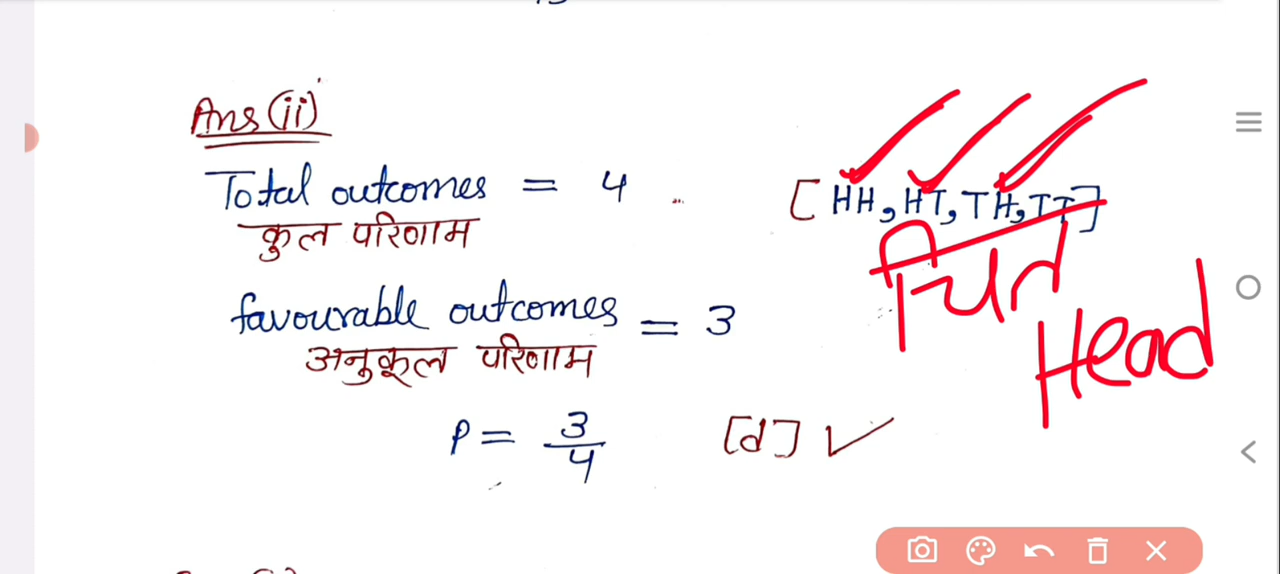 Ans (ii)
Total outcomes = 4 [HH, HT, TH, TT]
कुल परिणाम
चित
Head
favourable outcomes = 3
अनुकूल परिणाम
P = 3/4 [d] ✓